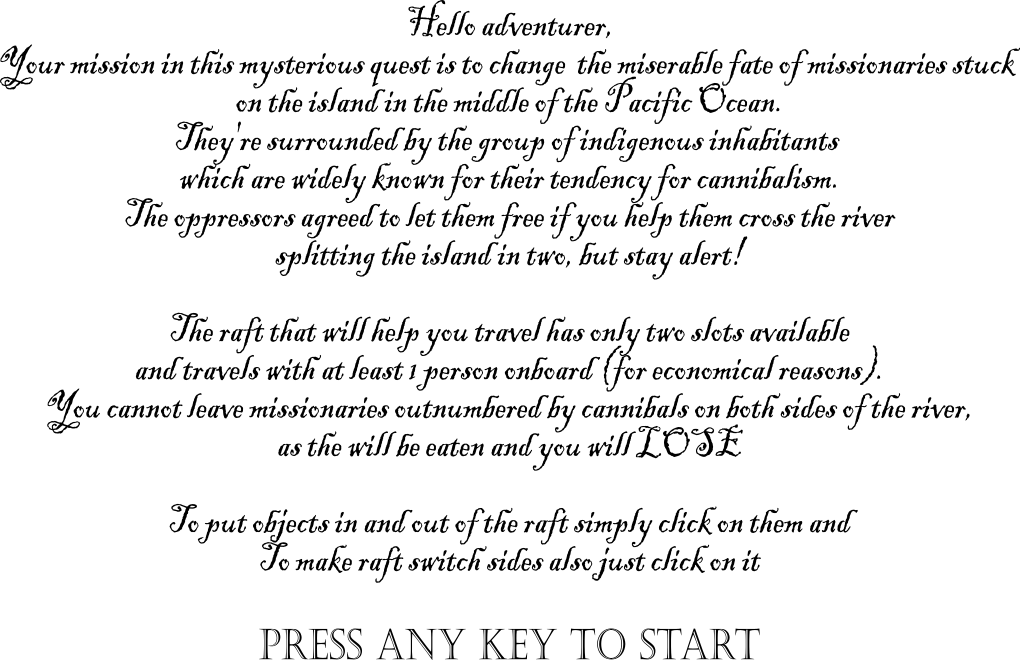 Hello adventurer,
Your mission in this mysterious quest is to change the miserable fate of missionaries stuck
on the island in the middle of the Pacific Ocean.
They're surrounded by the group of indigenous inhabitants
which are widely known for their tendency for cannibalism.
The oppressors agreed to let them free if you help them cross the river
splitting the island in two, but stay alert!
The raft that will help you travel has only two slots available
and travels with at least 1 person onboard (for economical reasons).
You cannot leave missionaries outnumbered by cannibals on both sides of the river,
as the will be eaten and you will LOSE
To put objects in and out of the raft simply click on them and
To make raft switch sides also just click on it
PRESS ANY KEY TO START